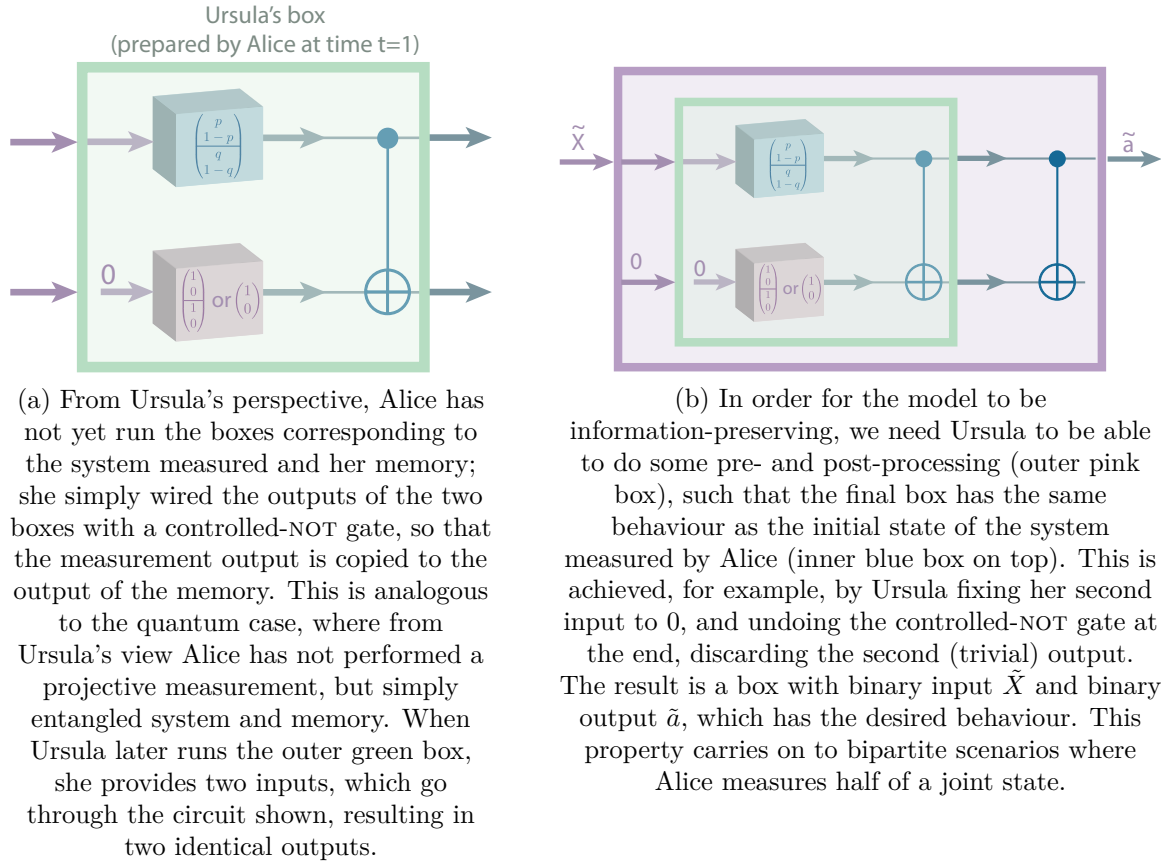 Ursula's box
(prepared by Alice at time t=1)
p
1 − p
q
1 − q
0
1
0
1
0
or
1
0
X̃
ã
p
1 − p
q
1 − q
0
0
1
0
1
0
or
1
0
(a) From Ursula's perspective, Alice has
not yet run the boxes corresponding to
the system measured and her memory;
she simply wired the outputs of the two
boxes with a controlled-NOT gate, so that
the measurement output is copied to the
output of the memory. This is analogous
to the quantum case, where from
Ursula's view Alice has not performed a
projective measurement, but simply
entangled system and memory. When
Ursula later runs the outer green box,
she provides two inputs, which go
through the circuit shown, resulting in
two identical outputs.
(b) In order for the model to be
information-preserving, we need Ursula to be able
to do some pre- and post-processing (outer pink
box), such that the final box has the same
behaviour as the initial state of the system
measured by Alice (inner blue box on top). This is
achieved, for example, by Ursula fixing her second
input to 0, and undoing the controlled-NOT gate at
the end, discarding the second (trivial) output.
The result is a box with binary input X̃ and binary
output ã, which has the desired behaviour. This
property carries on to bipartite scenarios where
Alice measures half of a joint state.